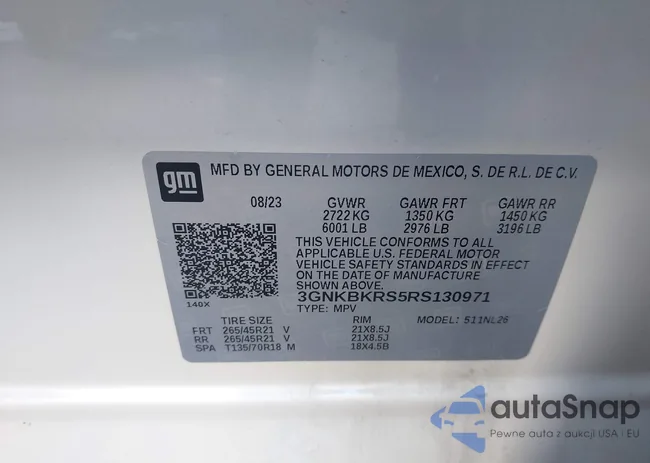 gm MFD BY GENERAL MOTORS DE MEXICO, S. DE R.L. DE C.V.
08/23 GVWR GAWR FRT GAWR RR
2722 KG 1350 KG 1450 KG
6001 LB 2976 LB 3196 LB
THIS VEHICLE CONFORMS TO ALL
APPLICABLE U.S. FEDERAL MOTOR
VEHICLE SAFETY STANDARDS IN EFFECT
ON THE DATE OF MANUFACTURE
SHOWN ABOVE.
3GNKBKRS5RS130971
140X TYPE: MPV MODEL: 511NL26
TIRE SIZE RIM
FRT 265/45R21 V 21X8.5J
RR 265/45R21 V 21X8.5J
SPA T135/70R18 M 18X4.5B
autaSnap
Pewne auta z aukcji USA i EU